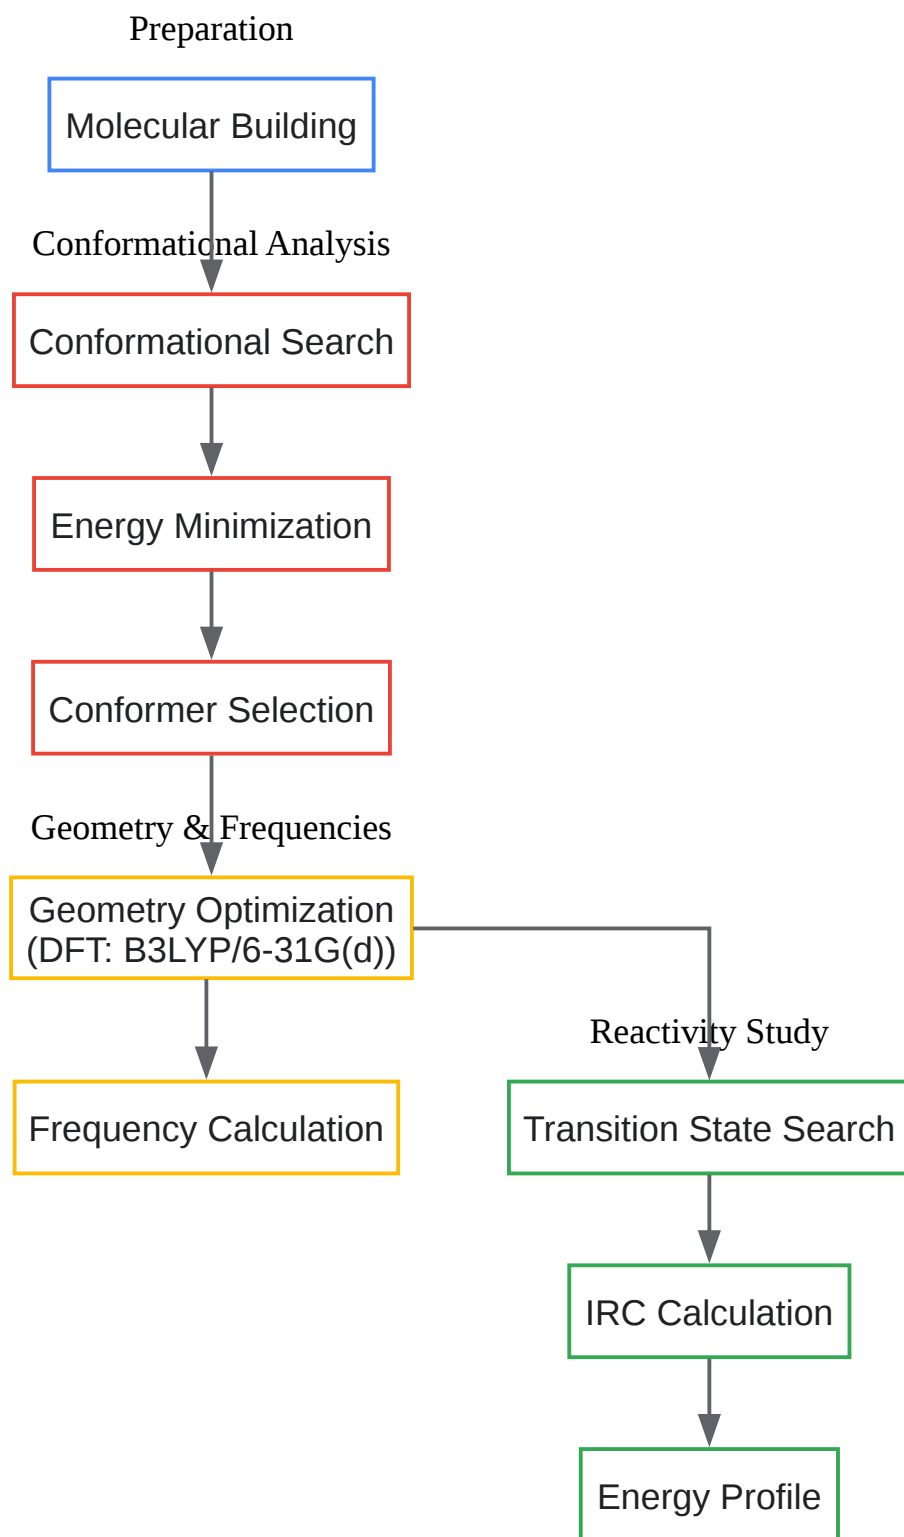 Preparation
Molecular Building
Conformational Analysis
Conformational Search
Energy Minimization
Conformer Selection
Geometry & Frequencies
Geometry Optimization
(DFT: B3LYP/6-31G(d))
Reactivity Study
Frequency Calculation
Transition State Search
IRC Calculation
Energy Profile